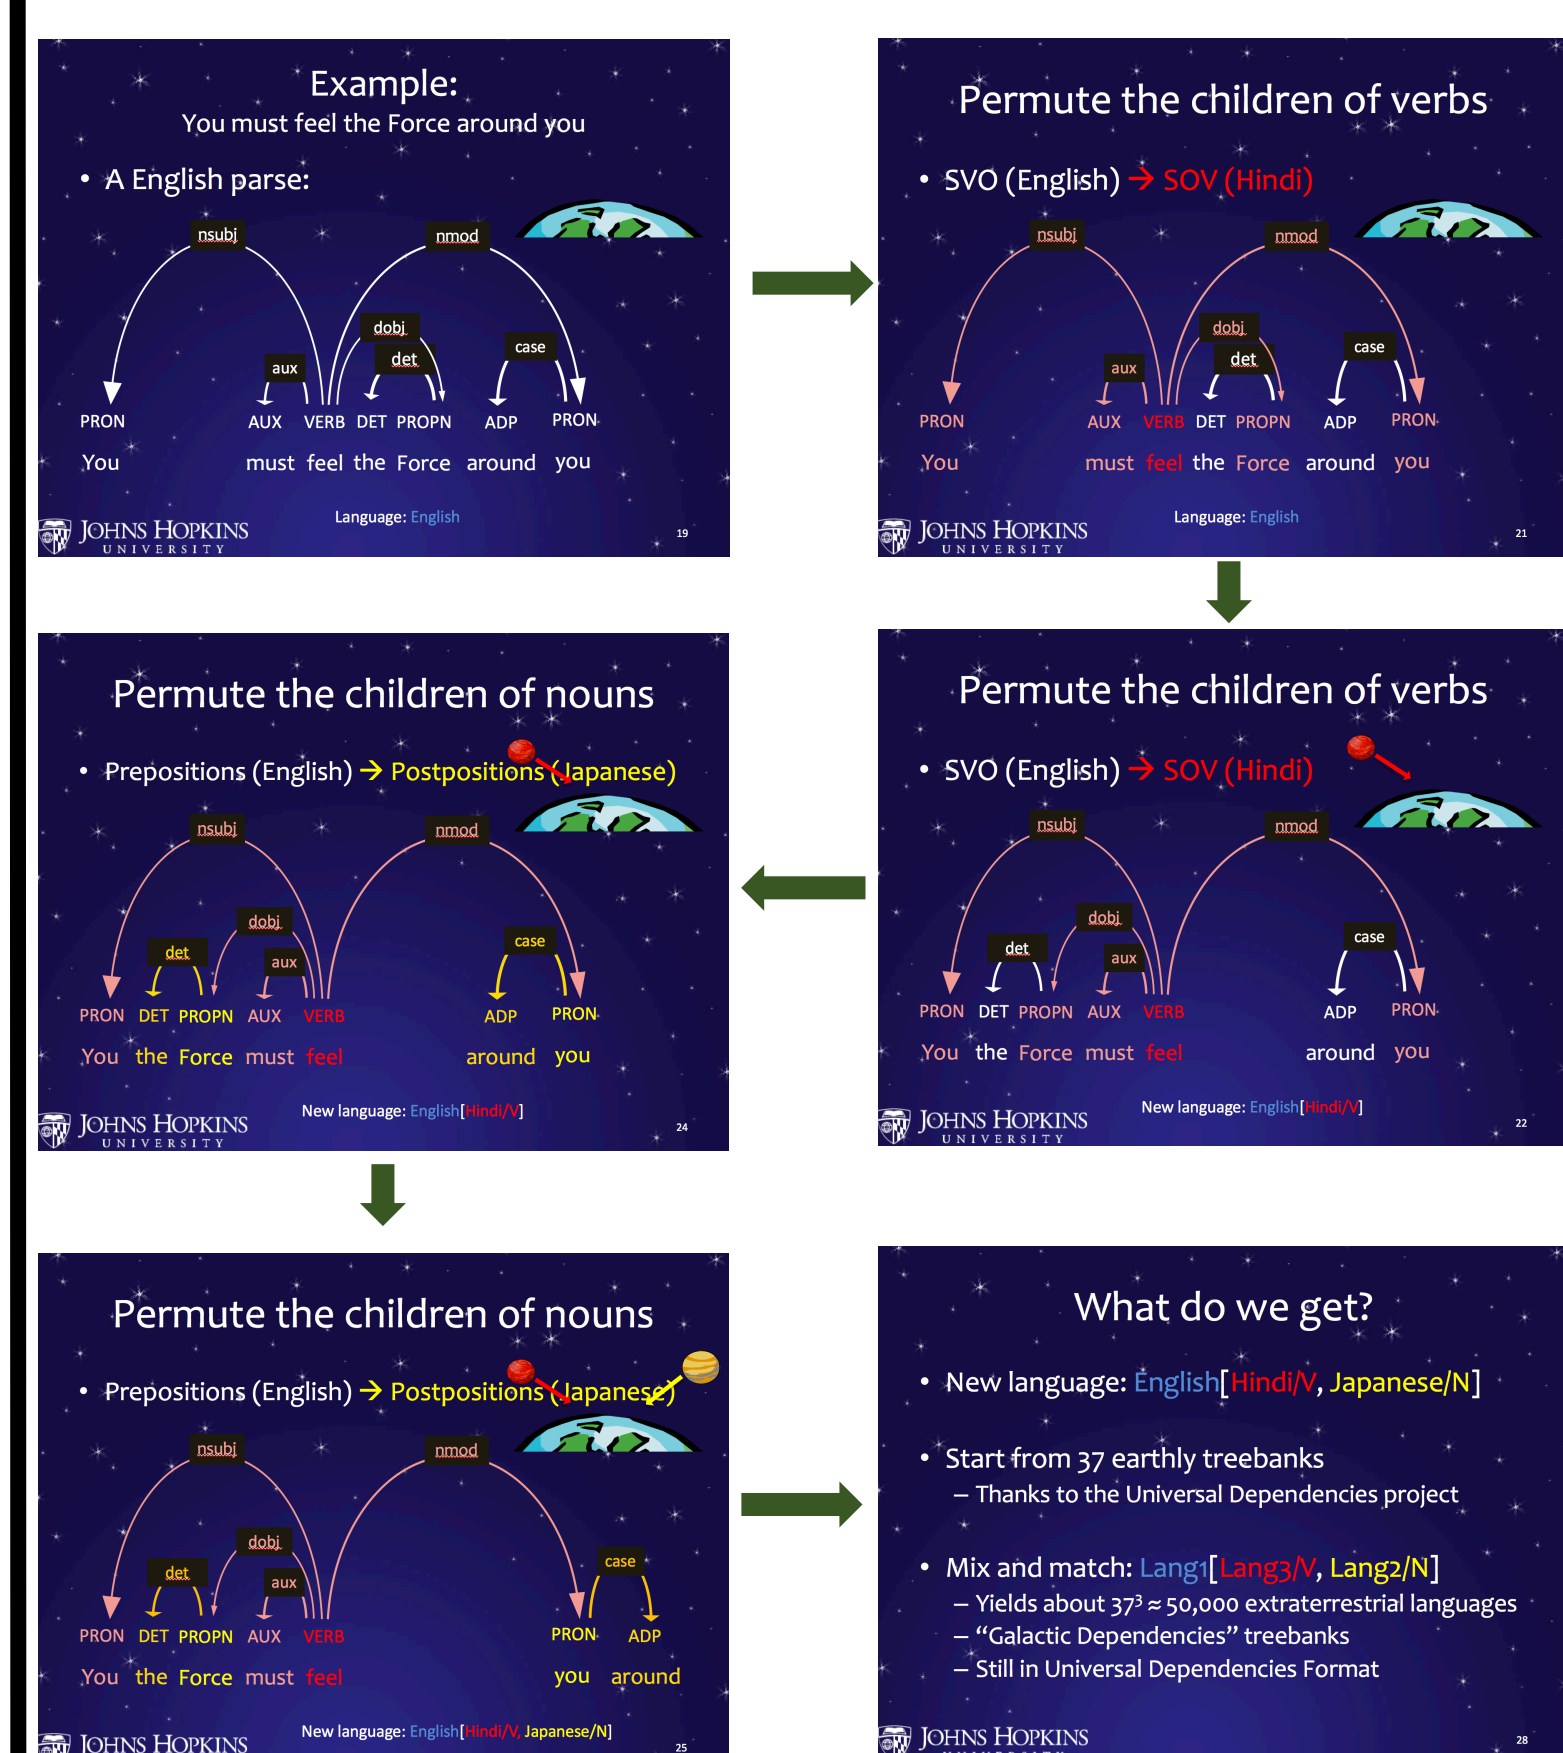 Example:
You must feel the Force around you
• A English parse:
nsubj nmod
dobj
det case
aux
PRON AUX VERB DET PROPN ADP PRON
You must feel the Force around you
Language: English
JOHNS HOPKINS
UNIVERSITY
19
Permute the children of verbs
• SVO (English) → SOV (Hindi)
nsubj nmod
dobj
det case
aux
PRON AUX VERB DET PROPN ADP PRON
You must feel the Force around you
Language: English
JOHNS HOPKINS
UNIVERSITY
21
Permute the children of verbs
• SVO (English) → SOV (Hindi)
nsubj nmod
dobj
det case
aux
PRON DET PROPN AUX VERB ADP PRON
You the Force must feel around you
New language: English[Hindi/V]
JOHNS HOPKINS
UNIVERSITY
22
Permute the children of nouns
• Prepositions (English) → Postpositions (Japanese)
nsubj nmod
dobj
det case
aux
PRON DET PROPN AUX VERB ADP PRON
You the Force must feel around you
New language: English[Hindi/V]
JOHNS HOPKINS
UNIVERSITY
24
Permute the children of nouns
• Prepositions (English) → Postpositions (Japanese)
nsubj nmod
dobj
det case
aux
PRON DET PROPN AUX VERB PRON ADP
You the Force must feel you around
New language: English[Hindi/V, Japanese/N]
JOHNS HOPKINS
25
What do we get?
• New language: English[Hindi/V, Japanese/N]
• Start from 37 earthly treebanks
– Thanks to the Universal Dependencies project
• Mix and match: Lang1[Lang3/V, Lang2/N]
– Yields about 37³ ≈ 50,000 extraterrestrial languages
– “Galactic Dependencies” treebanks
– Still in Universal Dependencies Format
JOHNS HOPKINS
28